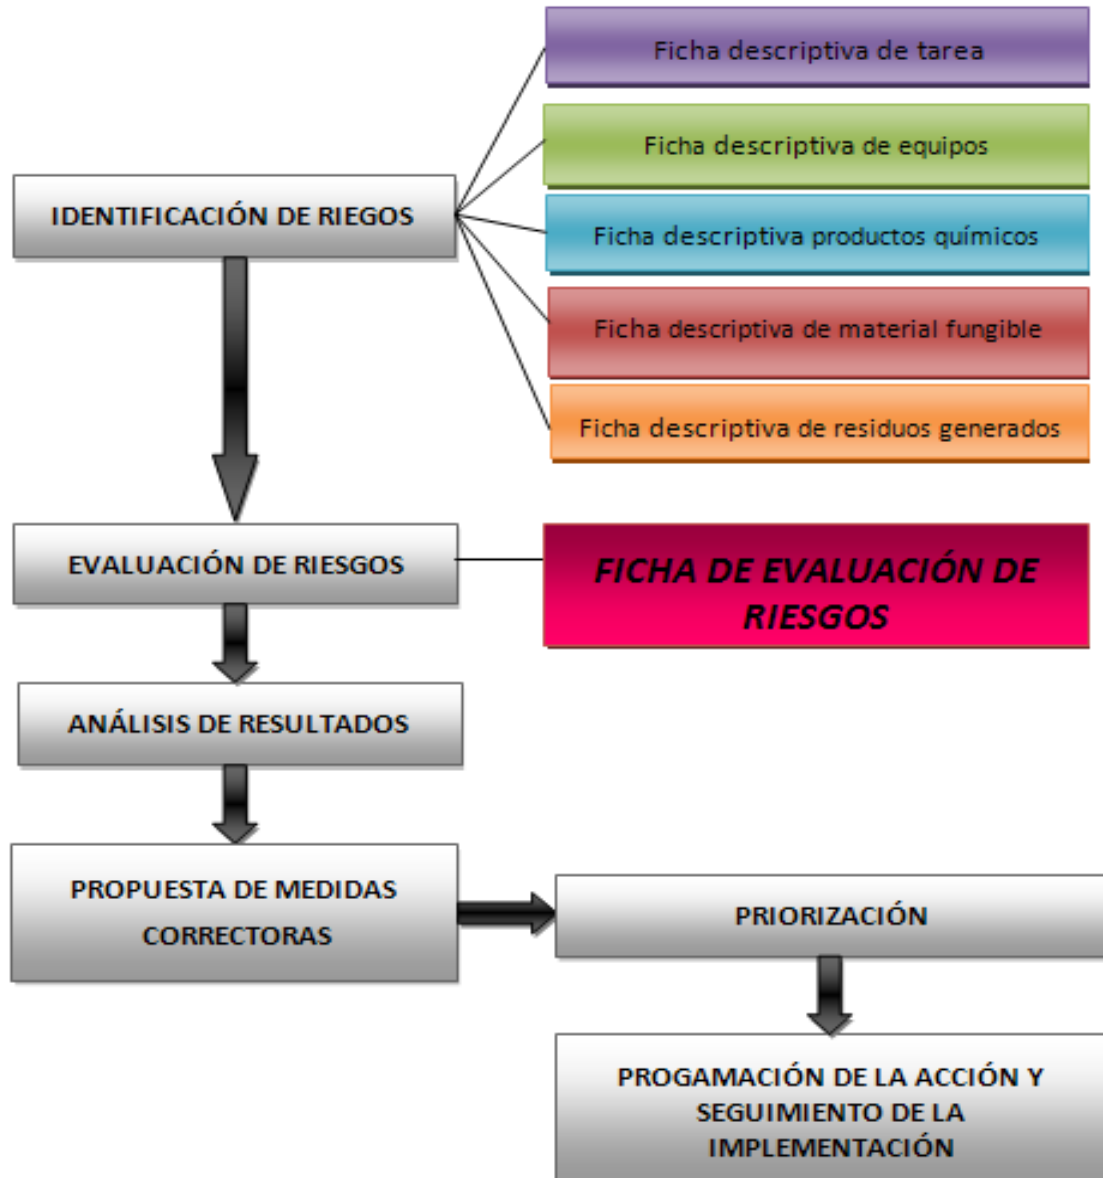 Ficha descriptiva de tarea
Ficha descriptiva de equipos
IDENTIFICACIÓN DE RIEGOS
Ficha descriptiva productos químicos
Ficha descriptiva de material fungible
Ficha descriptiva de residuos generados
EVALUACIÓN DE RIESGOS
FICHA DE EVALUACIÓN DE
RIESGOS
ANÁLISIS DE RESULTADOS
PROPUESTA DE MEDIDAS
CORRECTORAS
PRIORIZACIÓN
PROGAMACIÓN DE LA ACCIÓN Y
SEGUIMIENTO DE LA
IMPLEMENTACIÓN